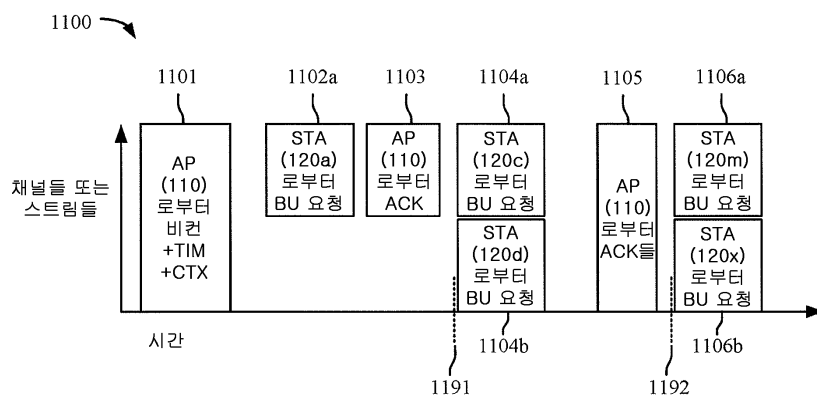 1100
1101
1102a
1103
1104a
1105
1106a
채널들 또는
스트림들
AP
(110)
로부터
비컨
+TIM
+CTX
STA
(120a)
로부터
BU 요청
AP
(110)
로부터
ACK
STA
(120c)
로부터
BU 요청
STA
(120d)
로부터
BU 요청
AP
(110)
로부터
ACK들
STA
(120m)
로부터
BU 요청
STA
(120x)
로부터
BU 요청
시간
1104b
1106b
1191
1192